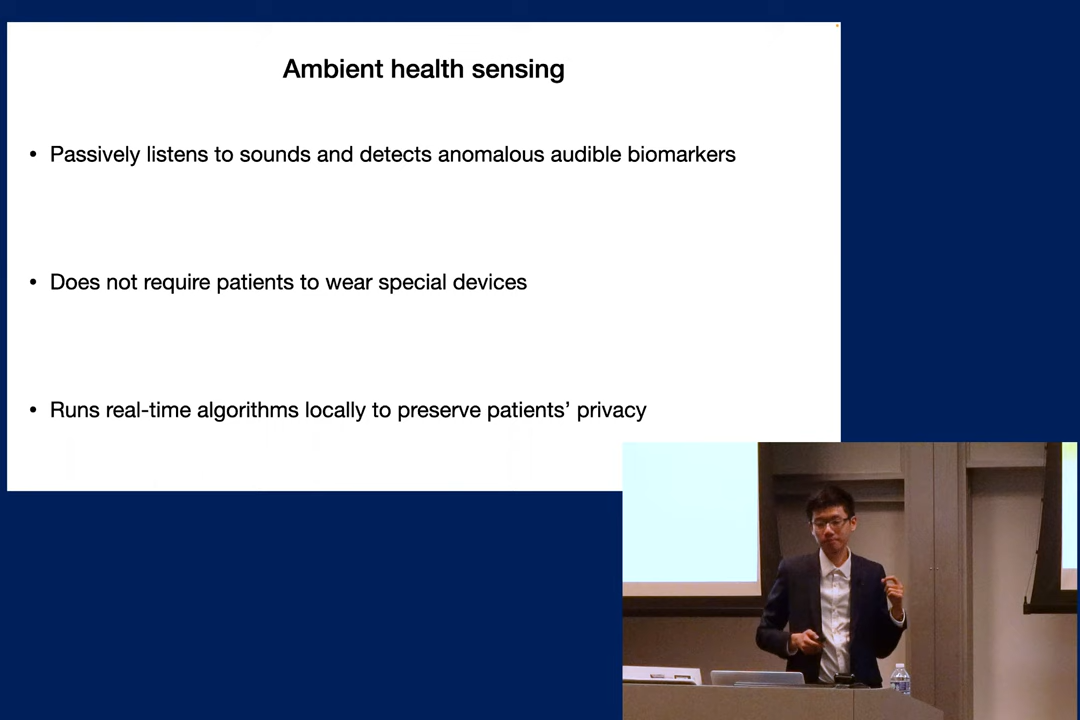 Ambient health sensing
• Passively listens to sounds and detects anomalous audible biomarkers
• Does not require patients to wear special devices
• Runs real-time algorithms locally to preserve patients’ privacy